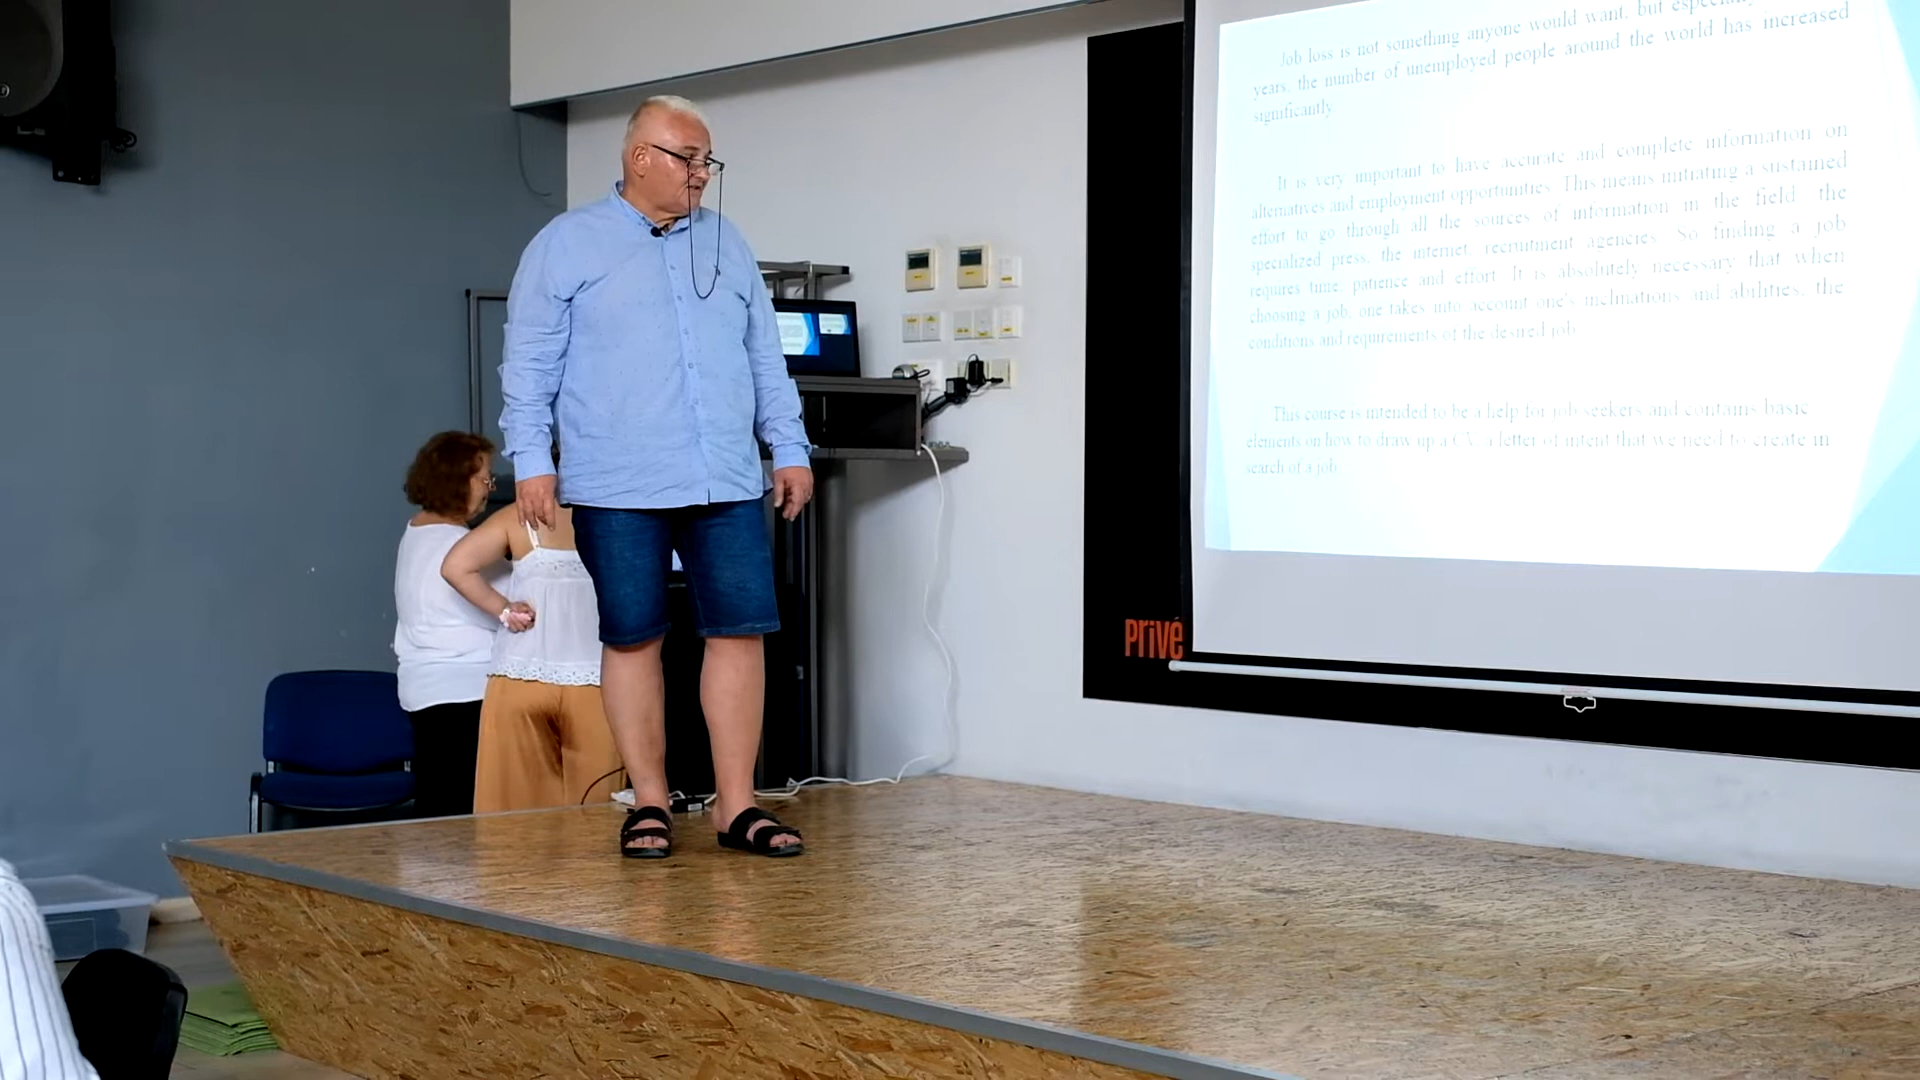 Job loss is not something anyone would want, but especially
years, the number of unemployed people around the world has increased
significantly.
It is very important to have accurate and complete information on
alternatives and employment opportunities. This means initiating a sustained
effort to go through all the sources of information in the field: the
specialized press, the internet, recruitment agencies. So finding a job
requires time, patience and effort. It is absolutely necessary that when
choosing a job, one takes into account one's inclinations and abilities, the
conditions and requirements of the desired job.
This course is intended to be a help for job seekers and contains basic
elements on how to draw up a CV, a letter of intent that we need to create in
search of a job.
Privé